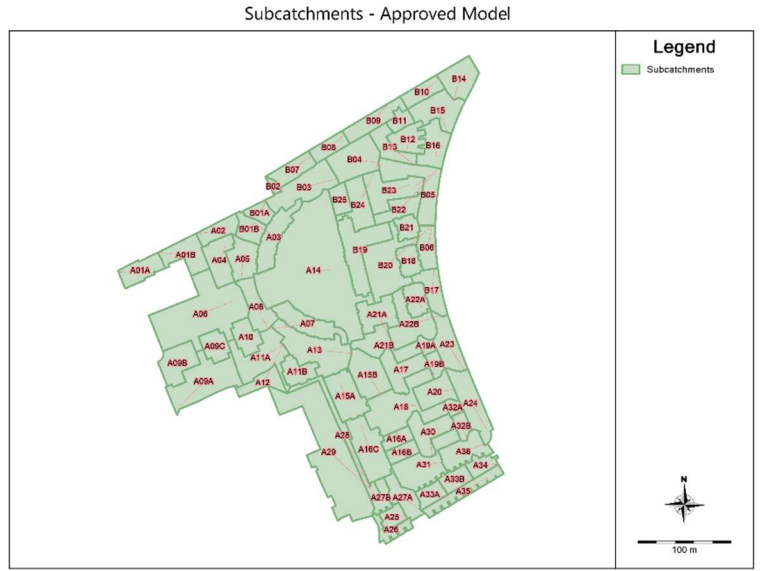 Subcatchments - Approved Model
Legend
Subcatchments
B14
B10
B15
B09
B11
B12
B08
B13
B16
B04
B07
B02
B03
B23
B05
B25
B24
B22
B01A
B21
A02
B01B
A03
B06
A01B
B19
A04
A05
B18
B20
A01A
A14
B17
A22A
A06
A08
A21A
A07
A22B
A10
A09C
A21B
A19A
A23
A13
A11A
A09B
A19B
A17
A11B
A15B
A09A
A12
A20
A15A
A18
A32A
A24
A32B
A28
A16A
A30
A29
A16C
A16B
A36
A31
A34
A33B
A35
A27B
A27A
A33A
A25
A26
N
100 m